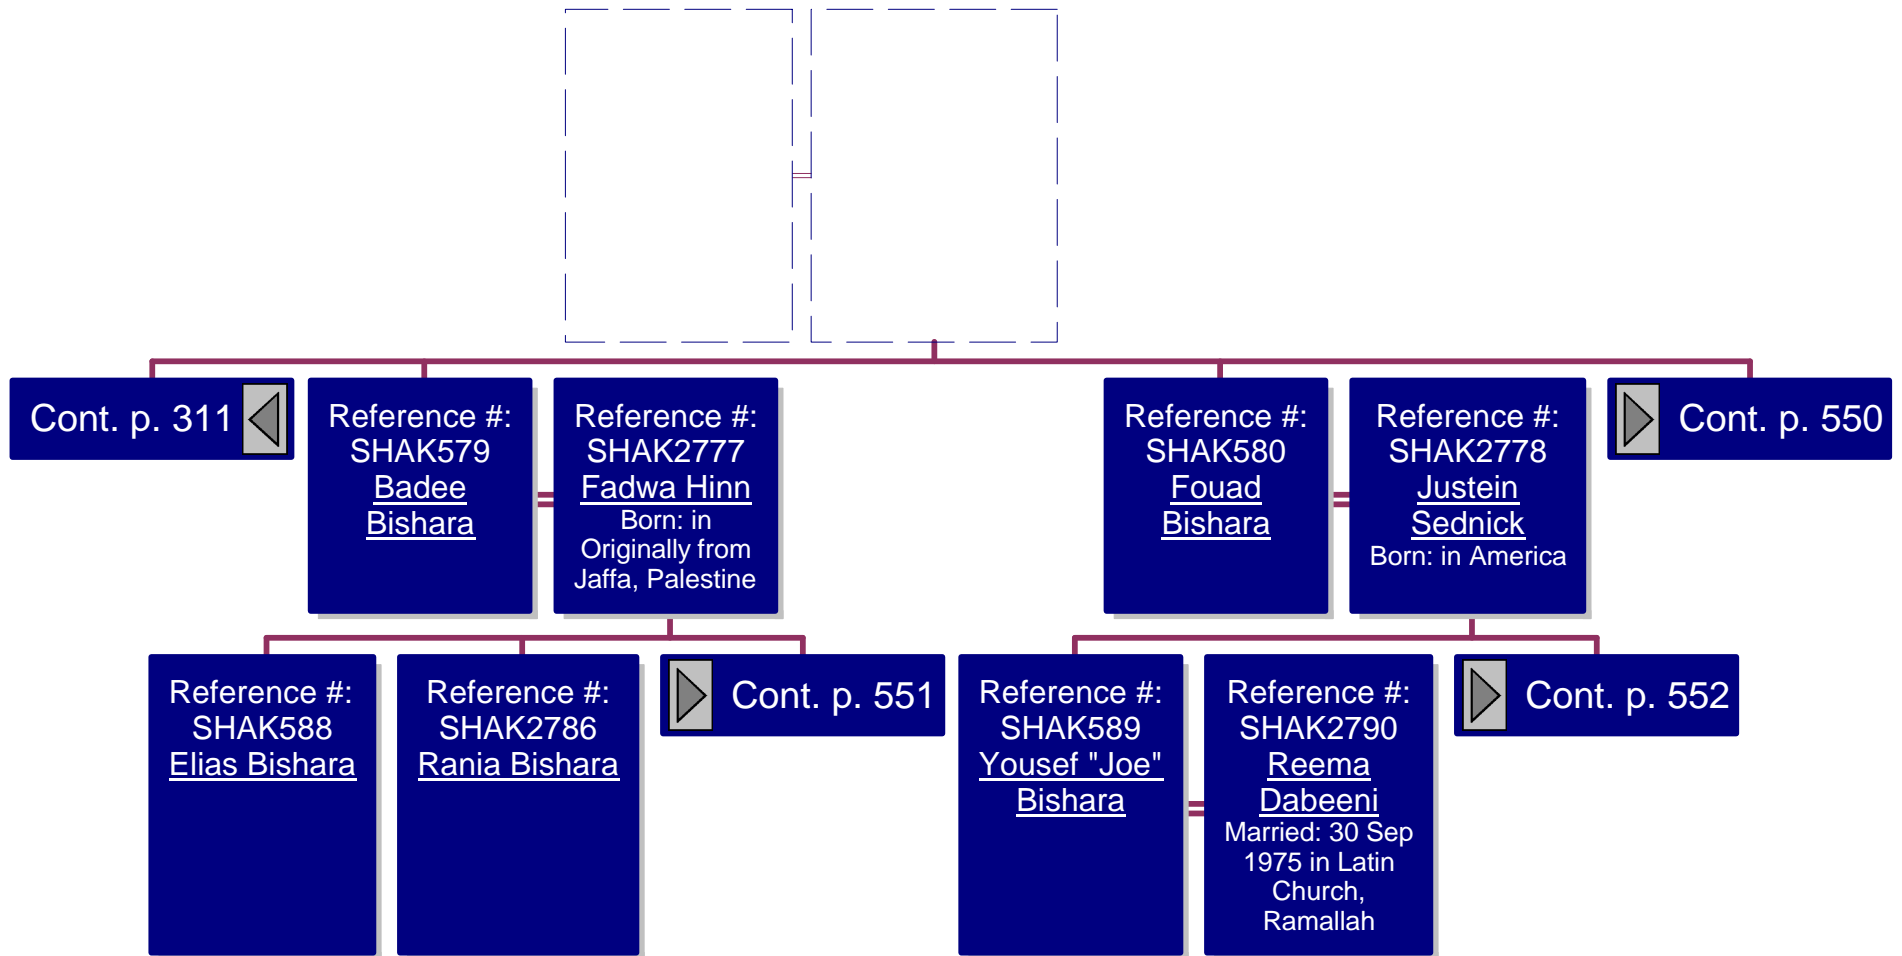 Cont. p. 311
Reference #:
SHAK579
Badee
Bishara
Reference #:
SHAK2777
Fadwa Hinn
Born: in
Originally from
Jaffa, Palestine
Reference #:
SHAK580
Fouad
Bishara
Reference #:
SHAK2778
Justein
Sednick
Born: in America
Cont. p. 550
Reference #:
SHAK588
Elias Bishara
Reference #:
SHAK2786
Rania Bishara
Cont. p. 551
Reference #:
SHAK589
Yousef "Joe"
Bishara
Reference #:
SHAK2790
Reema
Dabeeni
Married: 30 Sep
1975 in Latin
Church,
Ramallah
Cont. p. 552